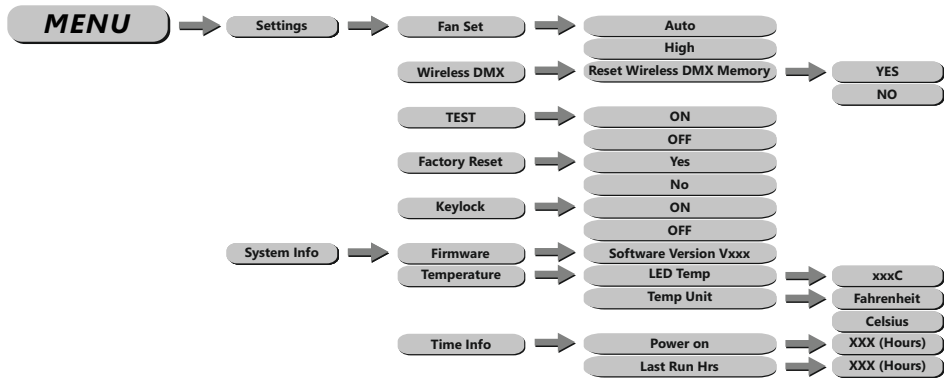 MENU Settings Fan Set Auto
High
Wireless DMX Reset Wireless DMX Memory YES
NO
TEST ON
OFF
Factory Reset Yes
No
Keylock ON
OFF
System Info Firmware Software Version Vxxx
Temperature LED Temp xxxC
Temp Unit Fahrenheit
Celsius
Time Info Power on XXX (Hours)
Last Run Hrs XXX (Hours)